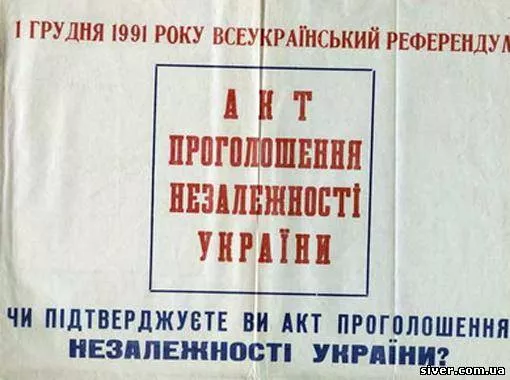 1 ГРУДНЯ 1991 РОКУ ВСЕУКРАЇНСЬКИЙ РЕФЕРЕНДУМ
АКТ
ПРОГОЛОШЕННЯ
НЕЗАЛЕЖНОСТІ
УКРАЇНИ
ЧИ ПІДТВЕРДЖУЄТЕ ВИ АКТ ПРОГОЛОШЕННЯ
НЕЗАЛЕЖНОСТІ УКРАЇНИ?
siver.com.ua